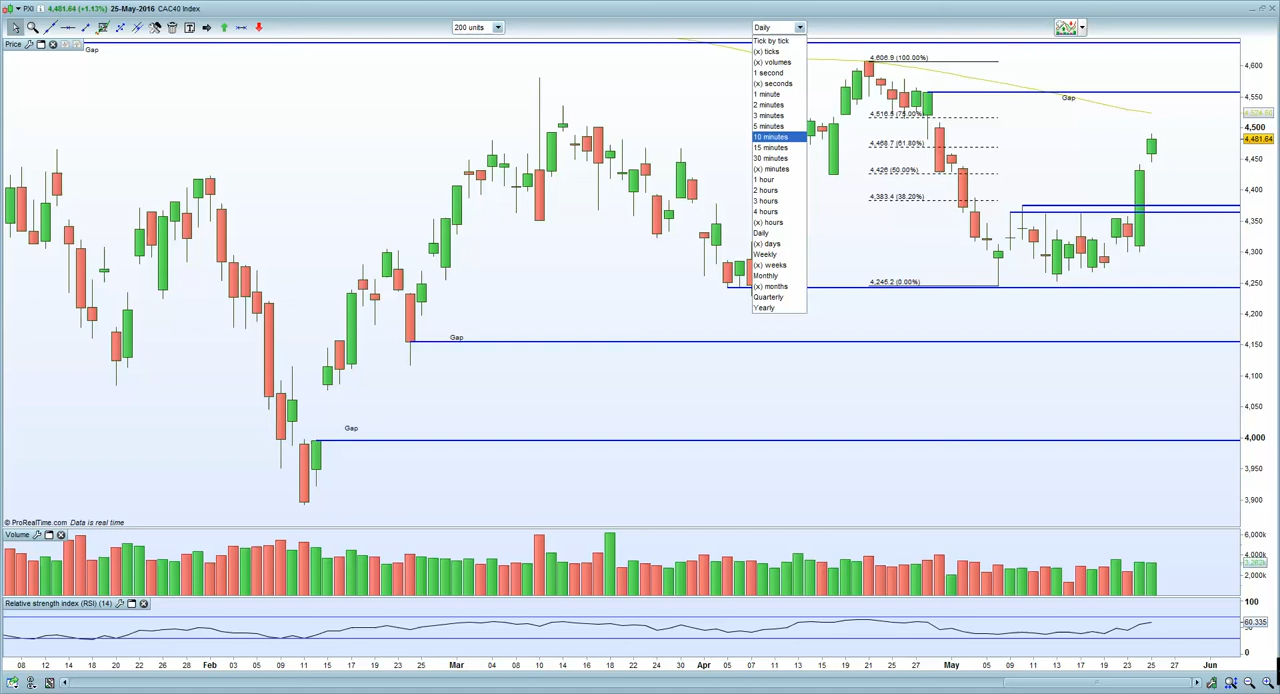 PXI 4,481.64 (+1.13%) 25-May-2016 CAC40 Index
200 units
Daily
Price
Gap
Tick by tick
(x) ticks
(x) volumes
1 second
(x) seconds
1 minute
2 minutes
3 minutes
5 minutes
10 minutes
15 minutes
30 minutes
(x) minutes
1 hour
2 hours
3 hours
4 hours
(x) hours
Daily
(x) days
Weekly
(x) weeks
Monthly
(x) months
Quarterly
Yearly
4,606.9 (100.00%)
4,516.5 (75.00%)
4,468.7 (61.80%)
4,426 (50.00%)
4,383.4 (38.20%)
4,245.2 (0.00%)
Gap
Gap
Gap
4,600
4,550
4,500
4,481.64
4,450
4,400
4,350
4,300
4,250
4,200
4,150
4,100
4,050
4,000
3,950
3,900
© ProRealTime.com Data is real time
Volume
6,000k
4,000k
2,000k
Relative strength index (RSI) (14)
100
60.335
0
08 12 14 18 20 22 26 28 Feb 03 05 09 11 15 17 19 23 25 Mar 04 08 10 14 16 18 22 24 30 Apr 05 07 11 13 15 19 21 25 27 May 05 09 11 13 17 19 23 25 27 Jun